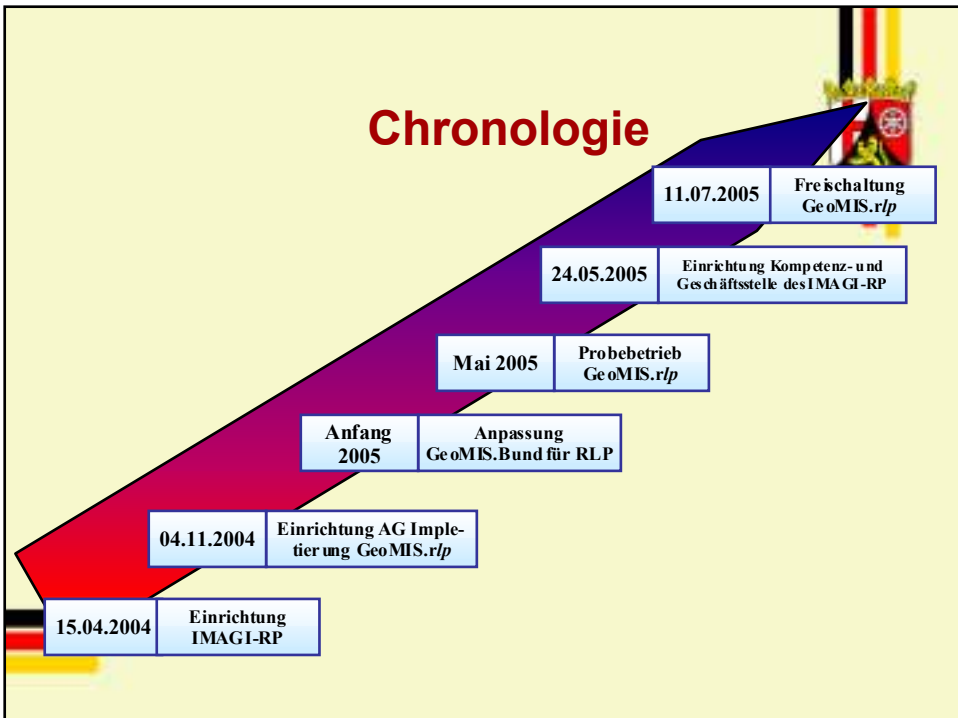 Chronologie
11.07.2005
Freischaltung
GeoMIS.rlp
24.05.2005
Einrichtung Kompetenz- und
Geschäftsstelle des IMAGI-RP
Mai 2005
Probebetrieb
GeoMIS.rlp
Anfang
2005
Anpassung
GeoMIS.Bund für RLP
04.11.2004
Einrichtung AG Imple-
tierung GeoMIS.rlp
15.04.2004
Einrichtung
IMAGI-RP